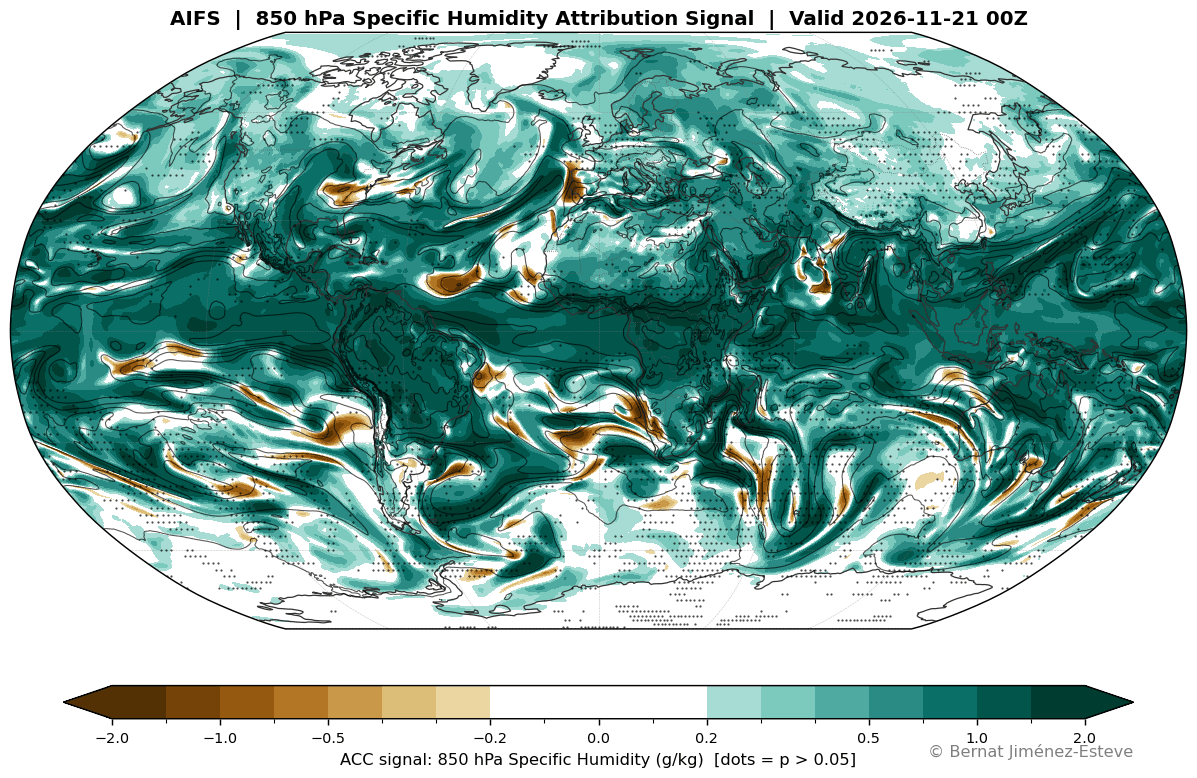 AIFS | 850 hPa Specific Humidity Attribution Signal | Valid 2026-11-21 00Z
−2.0 −1.0 −0.5 −0.2 0.0 0.2 0.5 1.0 2.0
ACC signal: 850 hPa Specific Humidity (g/kg) [dots = p > 0.05]
© Bernat Jiménez-Esteve